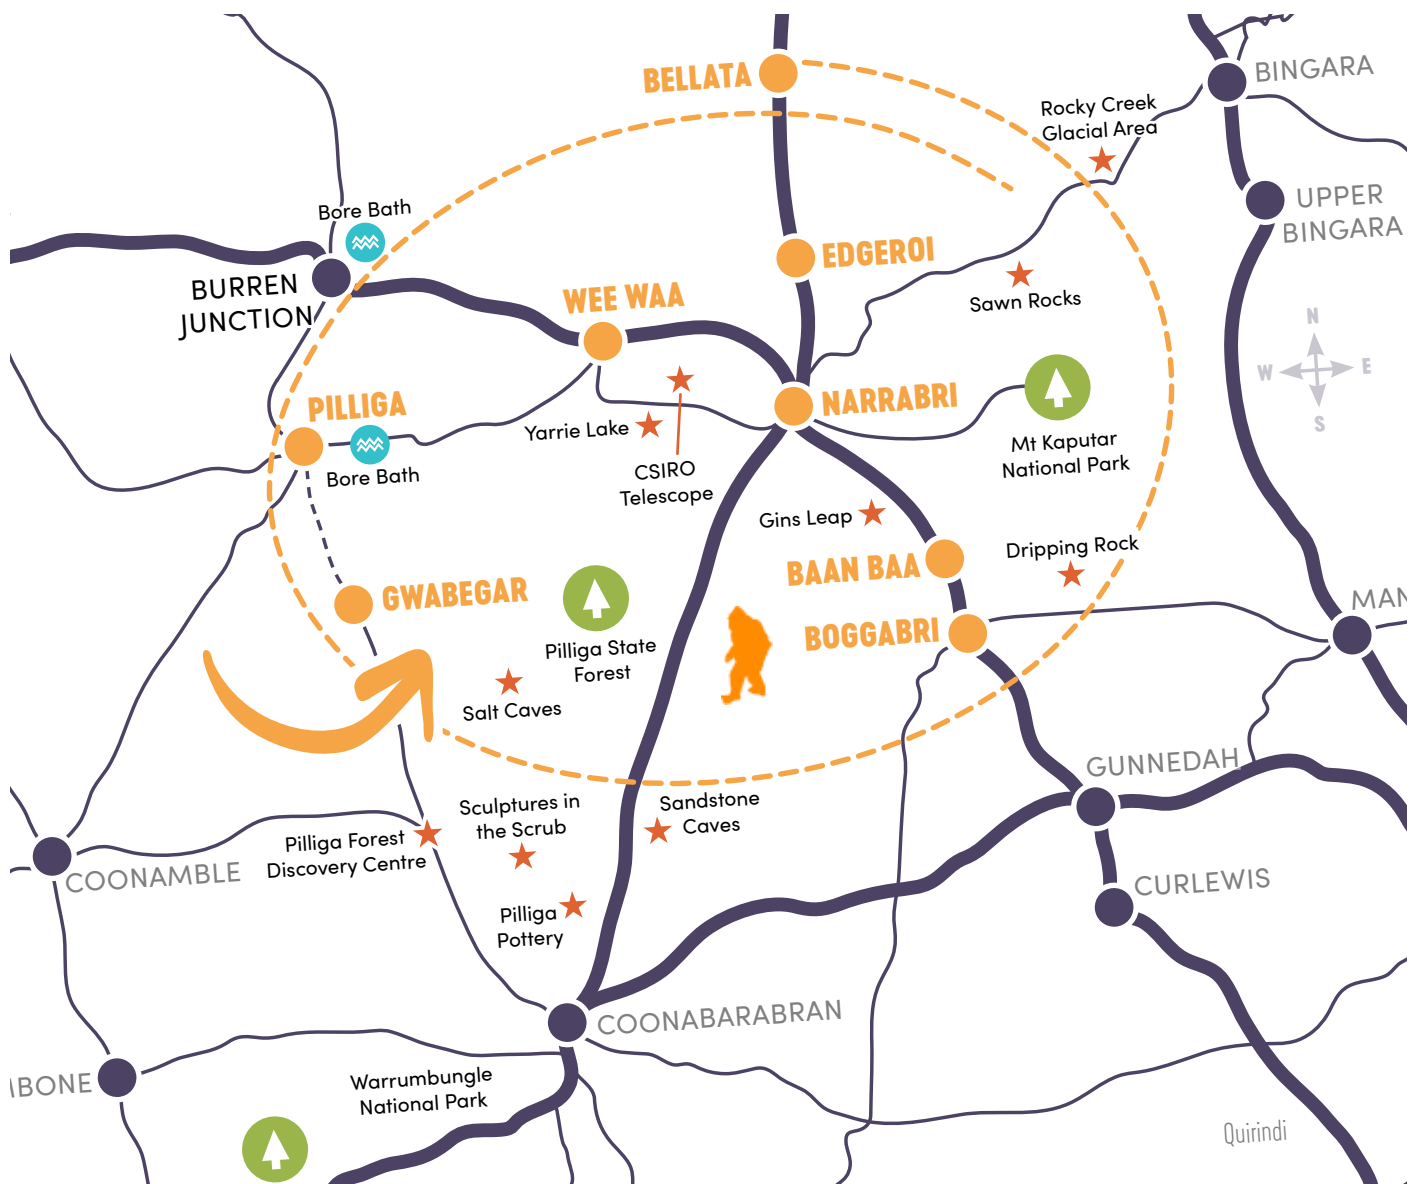 BELLATA
BINGARA
Rocky Creek
Glacial Area
UPPER
BINGARA
Bore Bath
EDGEROI
BURREN
JUNCTION
WEE WAA
Sawn Rocks
N
W
E
S
PILLIGA
NARRABRI
Yarrie Lake
Mt Kaputar
National Park
Bore Bath
CSIRO
Telescope
Gins Leap
Dripping Rock
BAAN BAA
GWABEGAR
MAN
BOGGABRI
Pilliga State
Forest
Salt Caves
GUNNEDAH
Sculptures in
the Scrub
Sandstone
Caves
Pilliga Forest
Discovery Centre
COONAMBLE
CURLEWIS
Pilliga
Pottery
COONABARABRAN
IBONE
Warrumbungle
National Park
Quirindi